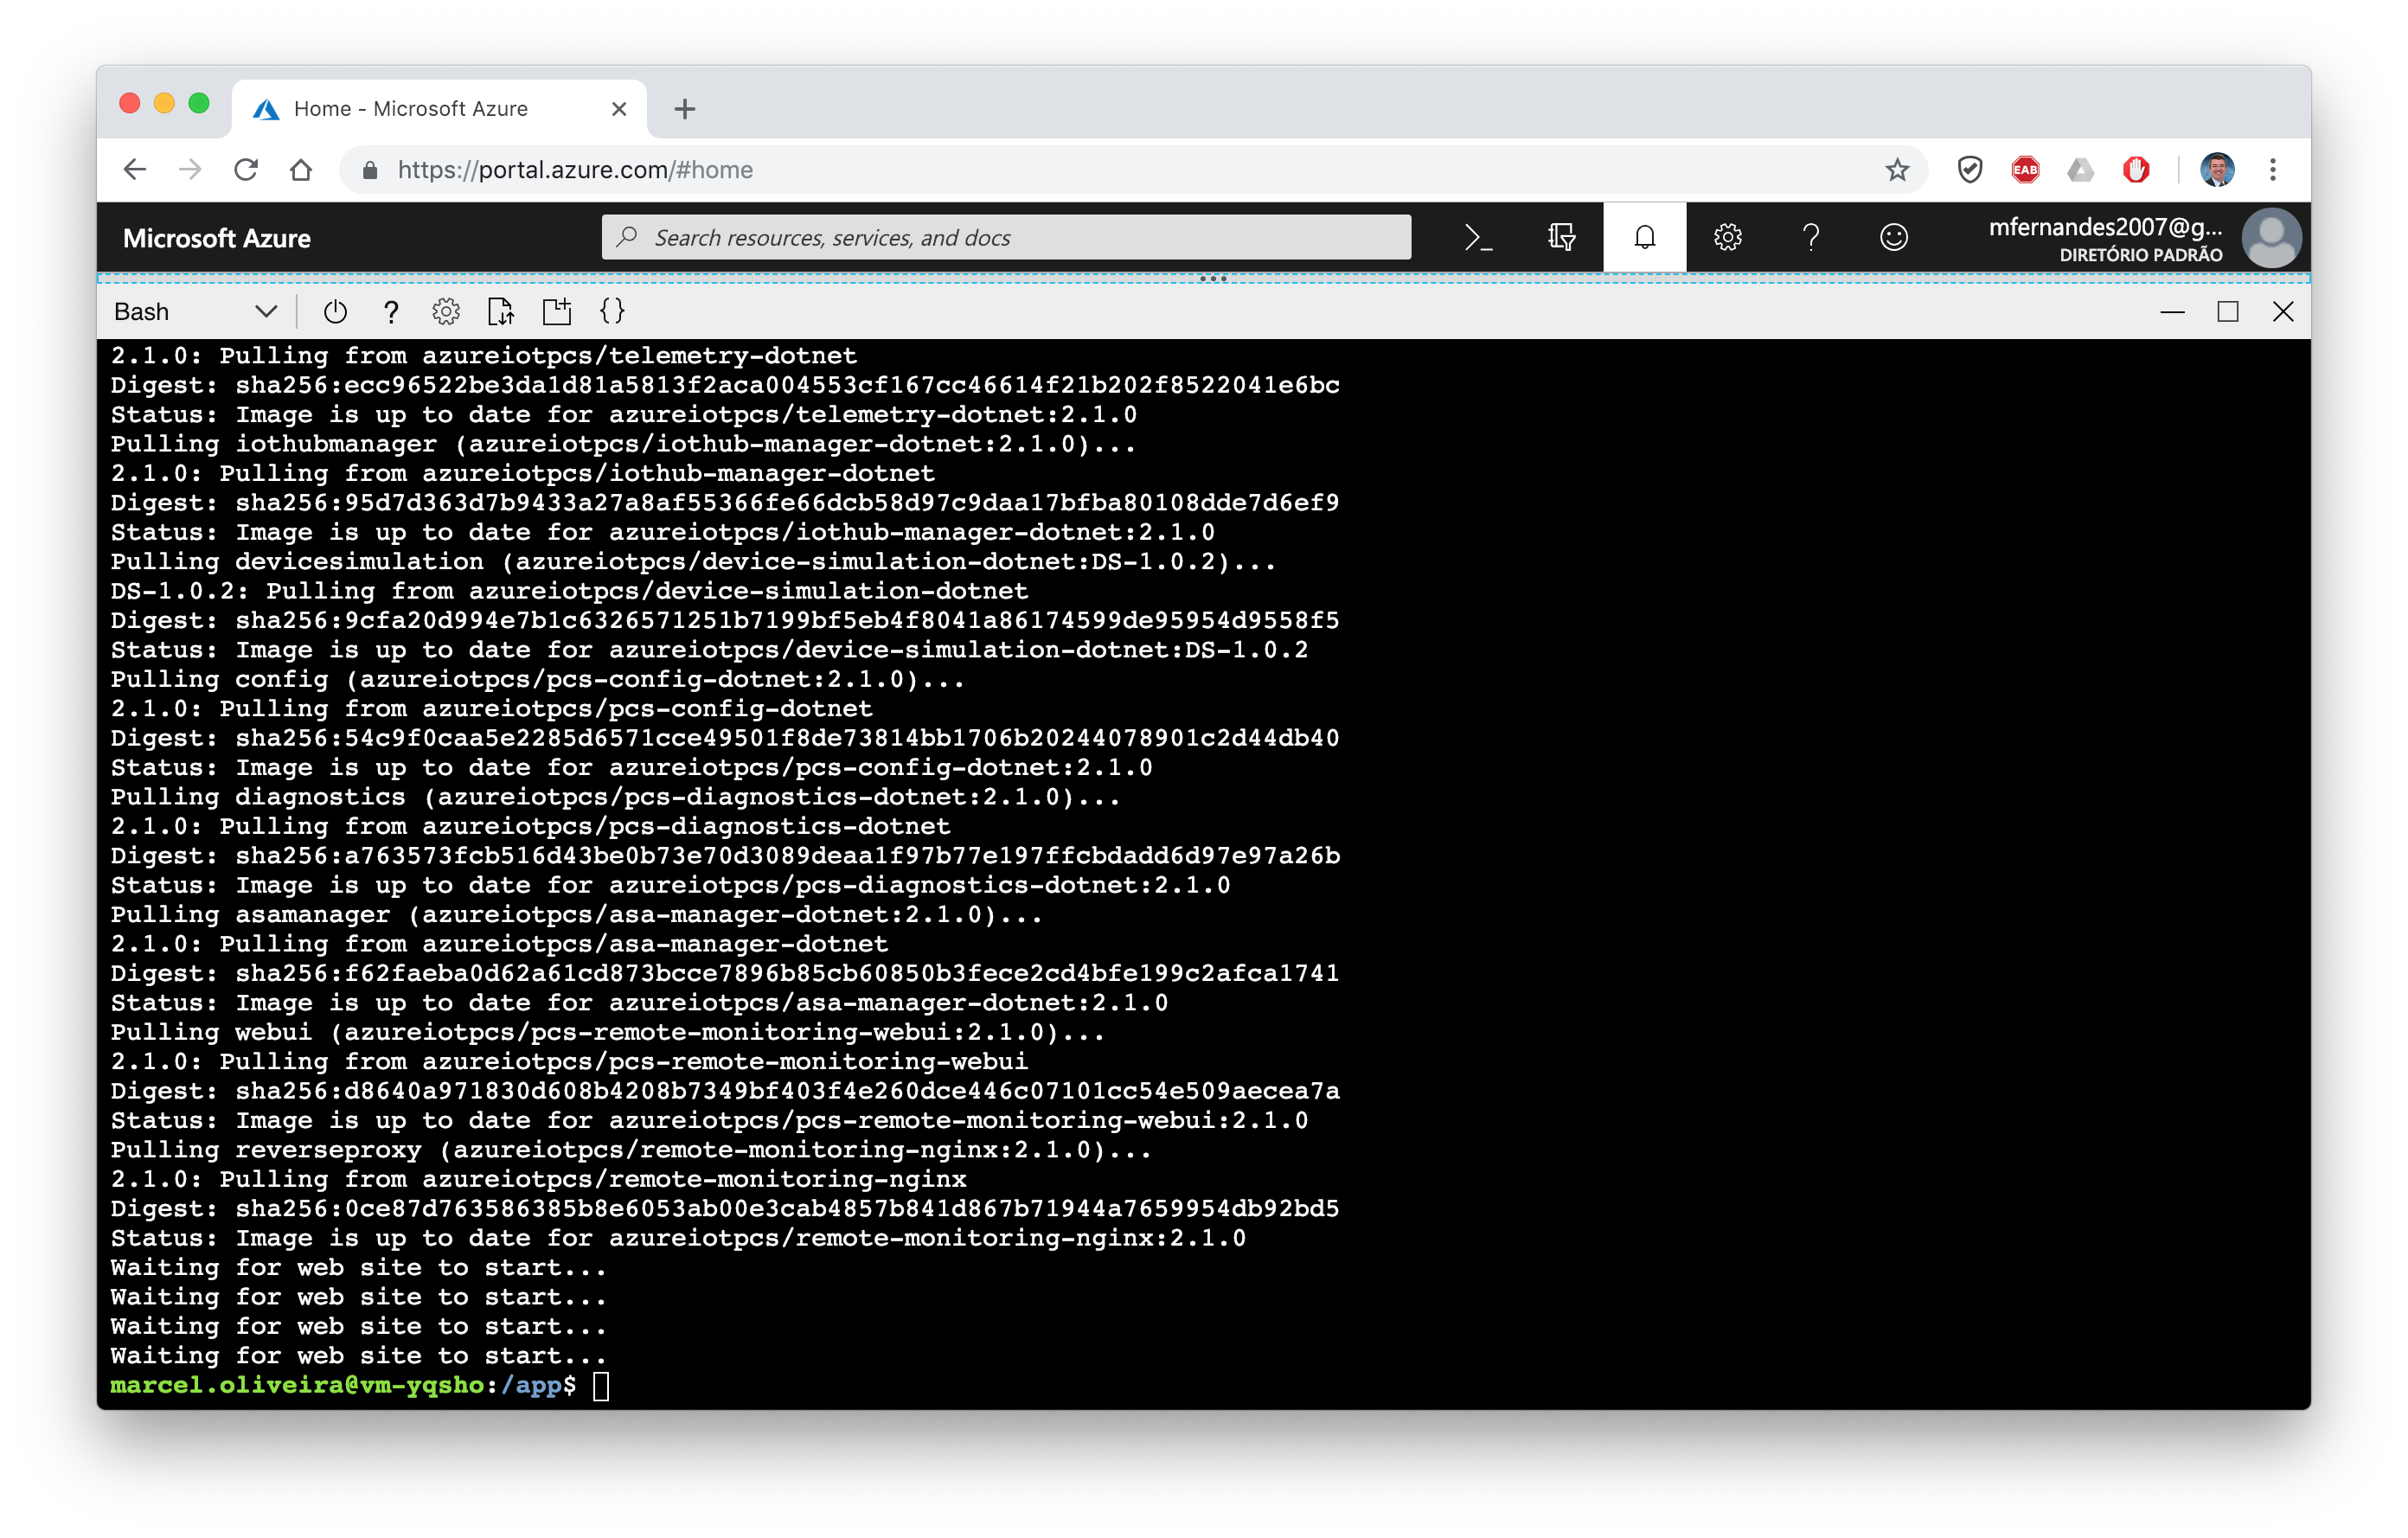 Home - Microsoft Azure
https://portal.azure.com/#home
EAB
Microsoft Azure
Search resources, services, and docs
mfernandes2007@g...
DIRETÓRIO PADRÃO
Bash
2.1.0: Pulling from azureiotpcs/telemetry-dotnet
Digest: sha256:ecc96522be3da1d81a5813f2aca004553cf167cc46614f21b202f8522041e6bc
Status: Image is up to date for azureiotpcs/telemetry-dotnet:2.1.0
Pulling iothubmanager (azureiotpcs/iothub-manager-dotnet:2.1.0)...
2.1.0: Pulling from azureiotpcs/iothub-manager-dotnet
Digest: sha256:95d7d363d7b9433a27a8af55366fe66dcb58d97c9daa17bfba80108dde7d6ef9
Status: Image is up to date for azureiotpcs/iothub-manager-dotnet:2.1.0
Pulling devicesimulation (azureiotpcs/device-simulation-dotnet:DS-1.0.2)...
DS-1.0.2: Pulling from azureiotpcs/device-simulation-dotnet
Digest: sha256:9cfa20d994e7b1c6326571251b7199bf5eb4f8041a86174599de95954d9558f5
Status: Image is up to date for azureiotpcs/device-simulation-dotnet:DS-1.0.2
Pulling config (azureiotpcs/pcs-config-dotnet:2.1.0)...
2.1.0: Pulling from azureiotpcs/pcs-config-dotnet
Digest: sha256:54c9f0caa5e2285d6571cce49501f8de73814bb1706b20244078901c2d44db40
Status: Image is up to date for azureiotpcs/pcs-config-dotnet:2.1.0
Pulling diagnostics (azureiotpcs/pcs-diagnostics-dotnet:2.1.0)...
2.1.0: Pulling from azureiotpcs/pcs-diagnostics-dotnet
Digest: sha256:a763573fcb516d43be0b73e70d3089deaa1f97b77e197ffcbdadd6d97e97a26b
Status: Image is up to date for azureiotpcs/pcs-diagnostics-dotnet:2.1.0
Pulling asamanager (azureiotpcs/asa-manager-dotnet:2.1.0)...
2.1.0: Pulling from azureiotpcs/asa-manager-dotnet
Digest: sha256:f62faeba0d62a61cd873bcce7896b85cb60850b3fece2cd4bfe199c2afca1741
Status: Image is up to date for azureiotpcs/asa-manager-dotnet:2.1.0
Pulling webui (azureiotpcs/pcs-remote-monitoring-webui:2.1.0)...
2.1.0: Pulling from azureiotpcs/pcs-remote-monitoring-webui
Digest: sha256:d8640a971830d608b4208b7349bf403f4e260dce446c07101cc54e509aecea7a
Status: Image is up to date for azureiotpcs/pcs-remote-monitoring-webui:2.1.0
Pulling reverseproxy (azureiotpcs/remote-monitoring-nginx:2.1.0)...
2.1.0: Pulling from azureiotpcs/remote-monitoring-nginx
Digest: sha256:0ce87d763586385b8e6053ab00e3cab4857b841d867b71944a7659954db92bd5
Status: Image is up to date for azureiotpcs/remote-monitoring-nginx:2.1.0
Waiting for web site to start...
Waiting for web site to start...
Waiting for web site to start...
Waiting for web site to start...
marcel.oliveira@vm-yqsho:/app$